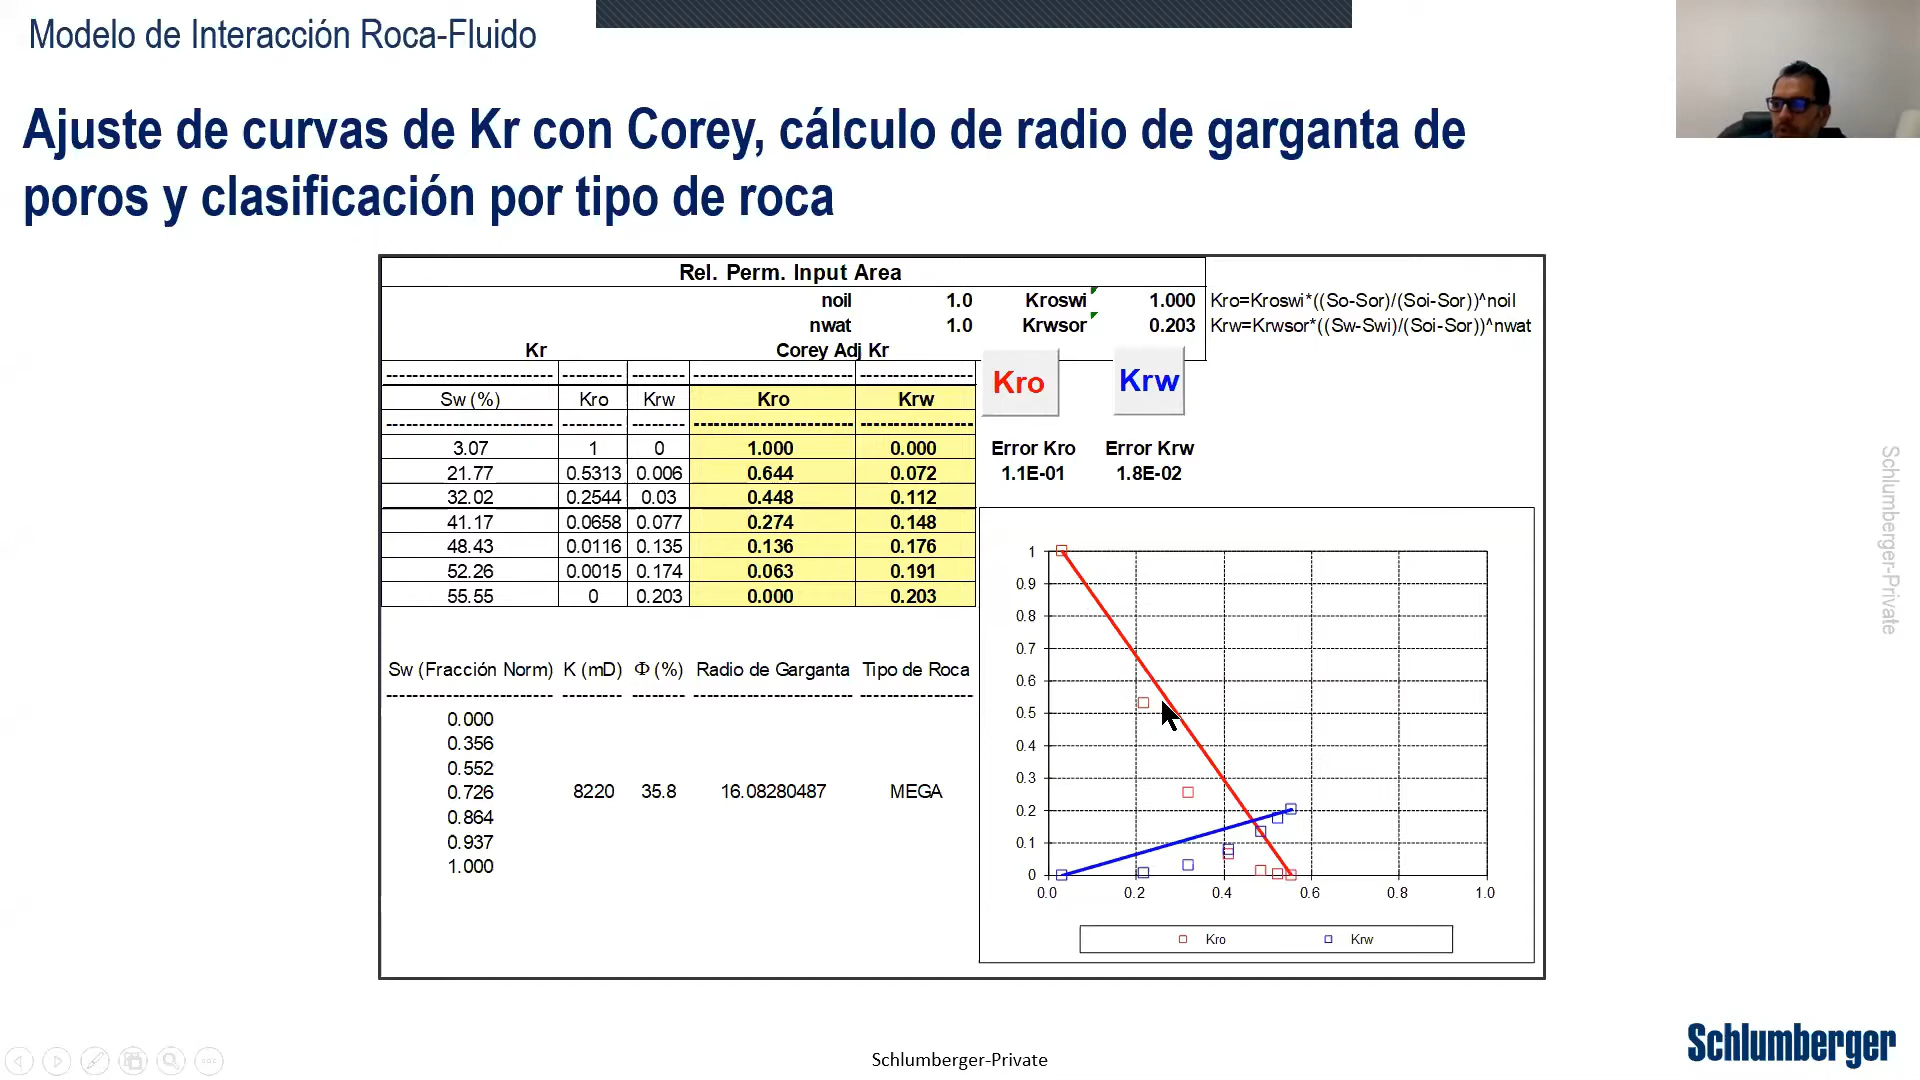 Modelo de Interacción Roca-Fluido
Ajuste de curvas de Kr con Corey, cálculo de radio de garganta de
poros y clasificación por tipo de roca
Rel. Perm. Input Area
noil 1.0 Kroswi 1.000 Kro=Kroswi*((So-Sor)/(Soi-Sor))^noil
nwat 1.0 Krwsor 0.203 Krw=Krwsor*((Sw-Swi)/(Soi-Sor))^nwat
Kr Corey Adj Kr
Kro Krw
Sw (%) Kro Krw Kro Krw
Error Kro Error Krw
1.1E-01 1.8E-02
3.07 1 0 1.000 0.000
21.77 0.5313 0.006 0.644 0.072
32.02 0.2544 0.03 0.448 0.112
41.17 0.0658 0.077 0.274 0.148
48.43 0.0116 0.135 0.136 0.176
52.26 0.0015 0.174 0.063 0.191
55.55 0 0.203 0.000 0.203
Sw (Fracción Norm) K (mD) Φ (%) Radio de Garganta Tipo de Roca
0.000
0.356
0.552
0.726 8220 35.8 16.08280487 MEGA
0.864
0.937
1.000
1
0.9
0.8
0.7
0.6
0.5
0.4
0.3
0.2
0.1
0
0.0 0.2 0.4 0.6 0.8 1.0
Kro Krw
Schlumberger-Private
Schlumberger-Private
Schlumberger